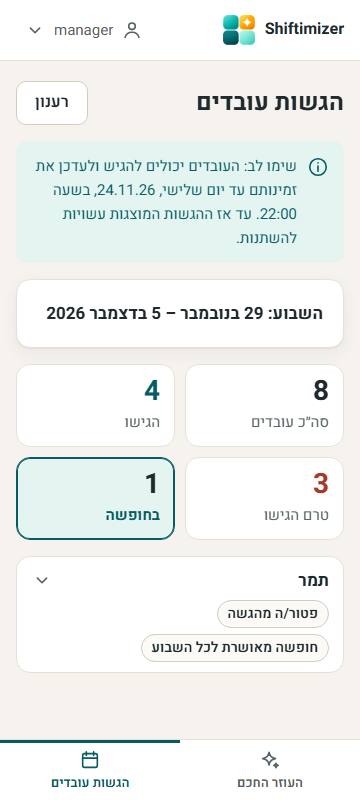 Shiftimizer
manager
הגשות עובדים
רענון
שימו לב: העובדים יכולים להגיש ולעדכן את
זמינותם עד יום שלישי, 24.11.26, בשעה
22:00. עד אז ההגשות המוצגות עשויות
להשתנות.
השבוע: 29 בנובמבר – 5 בדצמבר 2026
8
סה״כ עובדים
4
הגישו
3
טרם הגישו
1
בחופשה
תמר
פטור/ה מהגשה
חופשה מאושרת לכל השבוע
העוזר החכם
הגשות עובדים